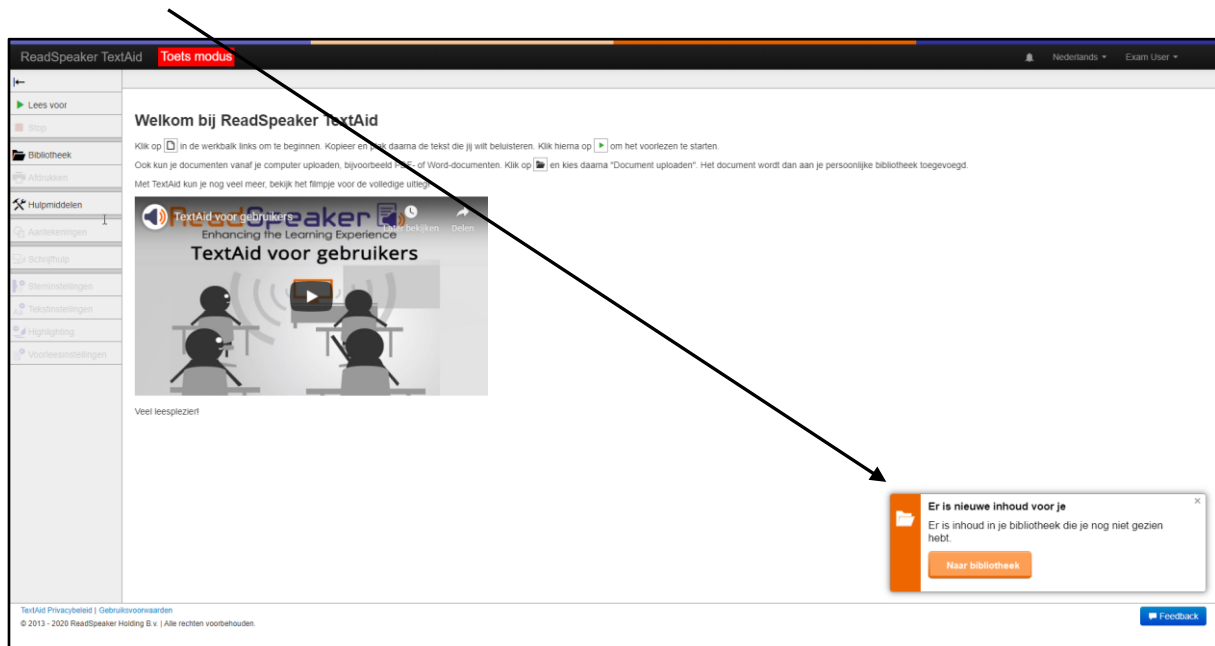 ReadSpeaker TextAid Toets modus Nederlands Exam User
Lees voor
Stop
Bibliotheek
Afdrukken
Hulpmiddelen
Aantekeningen
Schrijfhulp
Steminstellingen
Tekstinstellingen
Highlighting
Voorleesinstellingen
Welkom bij ReadSpeaker TextAid
Klik op in de werkbalk links om te beginnen. Kopieer en plak daarna de tekst die jij wilt beluisteren. Klik hierna op om het voorlezen te starten.
Ook kun je documenten vanaf je computer uploaden, bijvoorbeeld PDF- of Word-documenten. Klik op en kies daarna "Document uploaden". Het document wordt dan aan je persoonlijke bibliotheek toegevoegd.
Met TextAid kun je nog veel meer, bekijk het filmpje voor de volledige uitleg!
TextAid voor gebruikers
ReadSpeaker
Later bekijken Delen
Enhancing the Learning Experience
TextAid voor gebruikers
Veel leesplezier!
Er is nieuwe inhoud voor je
Er is inhoud in je bibliotheek die je nog niet gezien
hebt.
Naar bibliotheek
TextAid Privacybeleid | Gebruiksvoorwaarden
© 2013 - 2020 ReadSpeaker Holding B.v. | Alle rechten voorbehouden.
Feedback